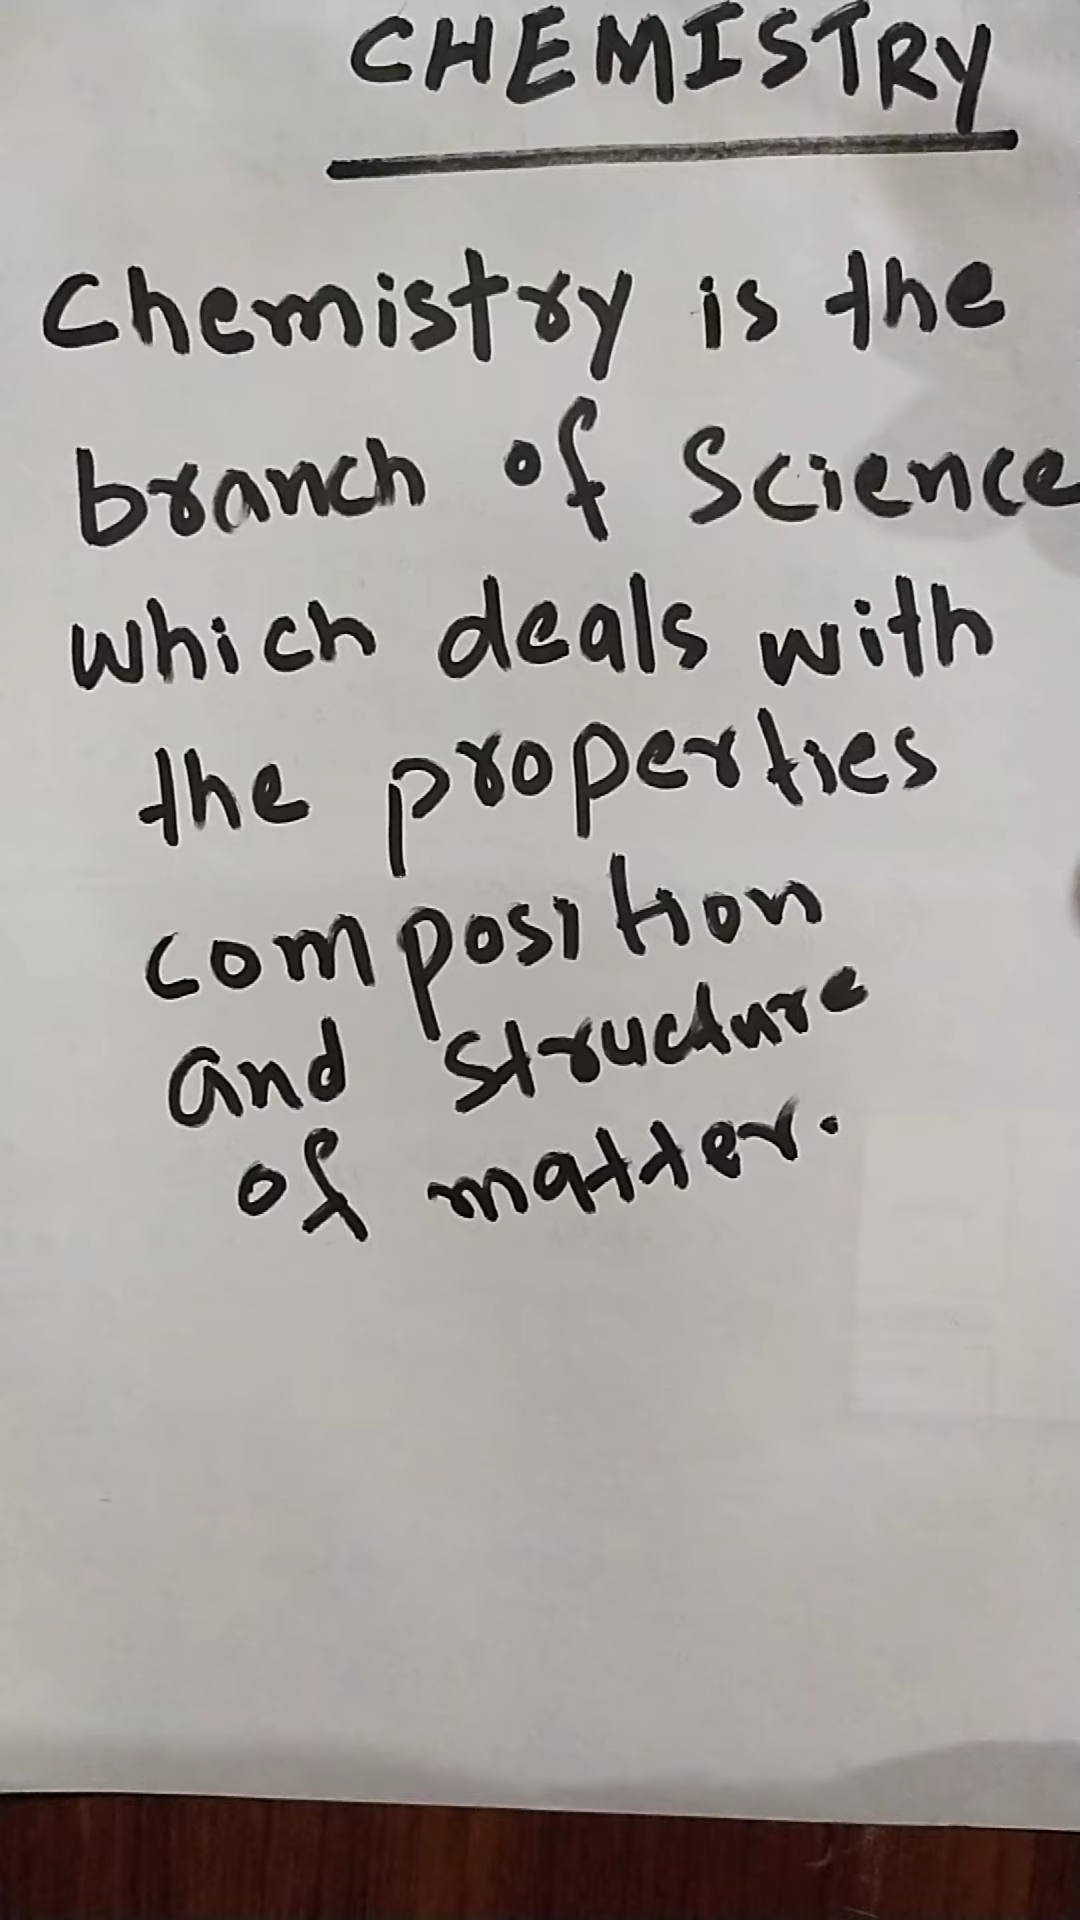 CHEMISTRY
Chemistry is the
branch of Science
which deals with
the properties
composition
and structure
of matter.